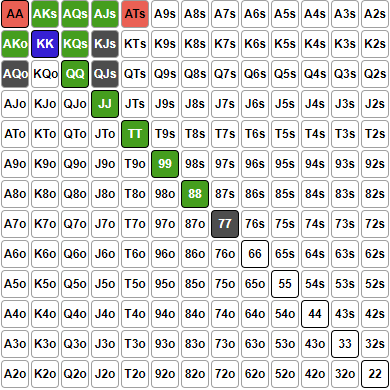 AA AKs AQs AJs ATs A9s A8s A7s A6s A5s A4s A3s A2s
AKo KK KQs KJs KTs K9s K8s K7s K6s K5s K4s K3s K2s
AQo KQo QQ QJs QTs Q9s Q8s Q7s Q6s Q5s Q4s Q3s Q2s
AJo KJo QJo JJ JTs J9s J8s J7s J6s J5s J4s J3s J2s
ATo KTo QTo JTo TT T9s T8s T7s T6s T5s T4s T3s T2s
A9o K9o Q9o J9o T9o 99 98s 97s 96s 95s 94s 93s 92s
A8o K8o Q8o J8o T8o 98o 88 87s 86s 85s 84s 83s 82s
A7o K7o Q7o J7o T7o 97o 87o 77 76s 75s 74s 73s 72s
A6o K6o Q6o J6o T6o 96o 86o 76o 66 65s 64s 63s 62s
A5o K5o Q5o J5o T5o 95o 85o 75o 65o 55 54s 53s 52s
A4o K4o Q4o J4o T4o 94o 84o 74o 64o 54o 44 43s 42s
A3o K3o Q3o J3o T3o 93o 83o 73o 63o 53o 43o 33 32s
A2o K2o Q2o J2o T2o 92o 82o 72o 62o 52o 42o 32o 22